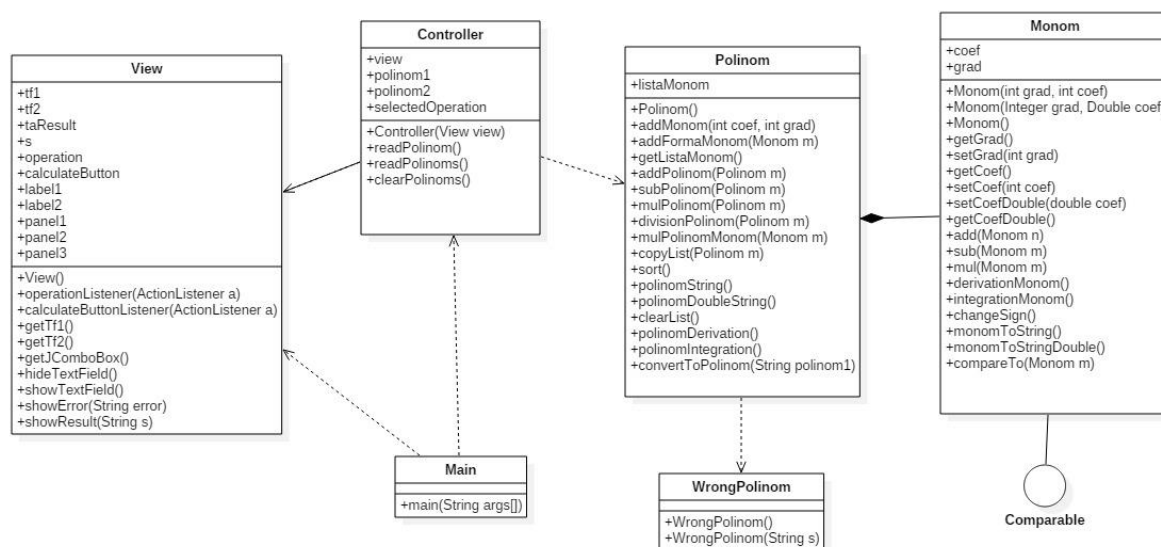 View
+tf1
+tf2
+taResult
+s
+operation
+calculateButton
+label1
+label2
+panel1
+panel2
+panel3
+View()
+operationListener(ActionListener a)
+calculateButtonListener(ActionListener a)
+getTf1()
+getTf2()
+getJComboBox()
+hideTextField()
+showTextField()
+showError(String error)
+showResult(String s)
Controller
+view
+polinom1
+polinom2
+selectedOperation
+Controller(View view)
+readPolinom()
+readPolinoms()
+clearPolinoms()
Main
+main(String args[])
Polinom
+listaMonom
+Polinom()
+addMonom(int coef, int grad)
+addFormaMonom(Monom m)
+getListaMonom()
+addPolinom(Polinom m)
+subPolinom(Polinom m)
+mulPolinom(Polinom m)
+divisionPolinom(Polinom m)
+mulPolinomMonom(Monom m)
+copyList(Polinom m)
+sort()
+polinomString()
+polinomDoubleString()
+clearList()
+polinomDerivation()
+polinomIntegration()
+convertToPolinom(String polinom1)
WrongPolinom
+WrongPolinom()
+WrongPolinom(String s)
Monom
+coef
+grad
+Monom(int grad, int coef)
+Monom(Integer grad, Double coef
+Monom()
+getGrad()
+setGrad(int grad)
+getCoef()
+setCoef(int coef)
+setCoefDouble(double coef)
+getCoefDouble()
+add(Monom n)
+sub(Monom m)
+mul(Monom m)
+derivationMonom()
+integrationMonom()
+changeSign()
+monomToString()
+monomToStringDouble()
+compareTo(Monom m)
Comparable